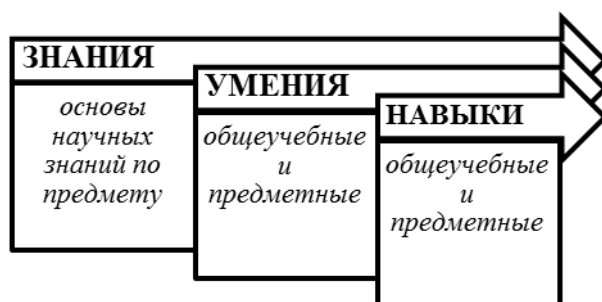 ЗНАНИЯ
основы
научных
знаний по
предмету
УМЕНИЯ
общеучебные
и
предметные
НАВЫКИ
общеучебные
и
предметные